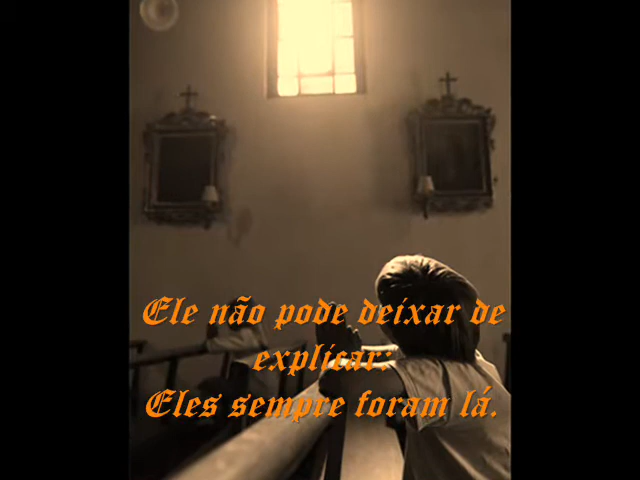 Ele não pode deixar de
explicar:
Eles sempre foram lá.